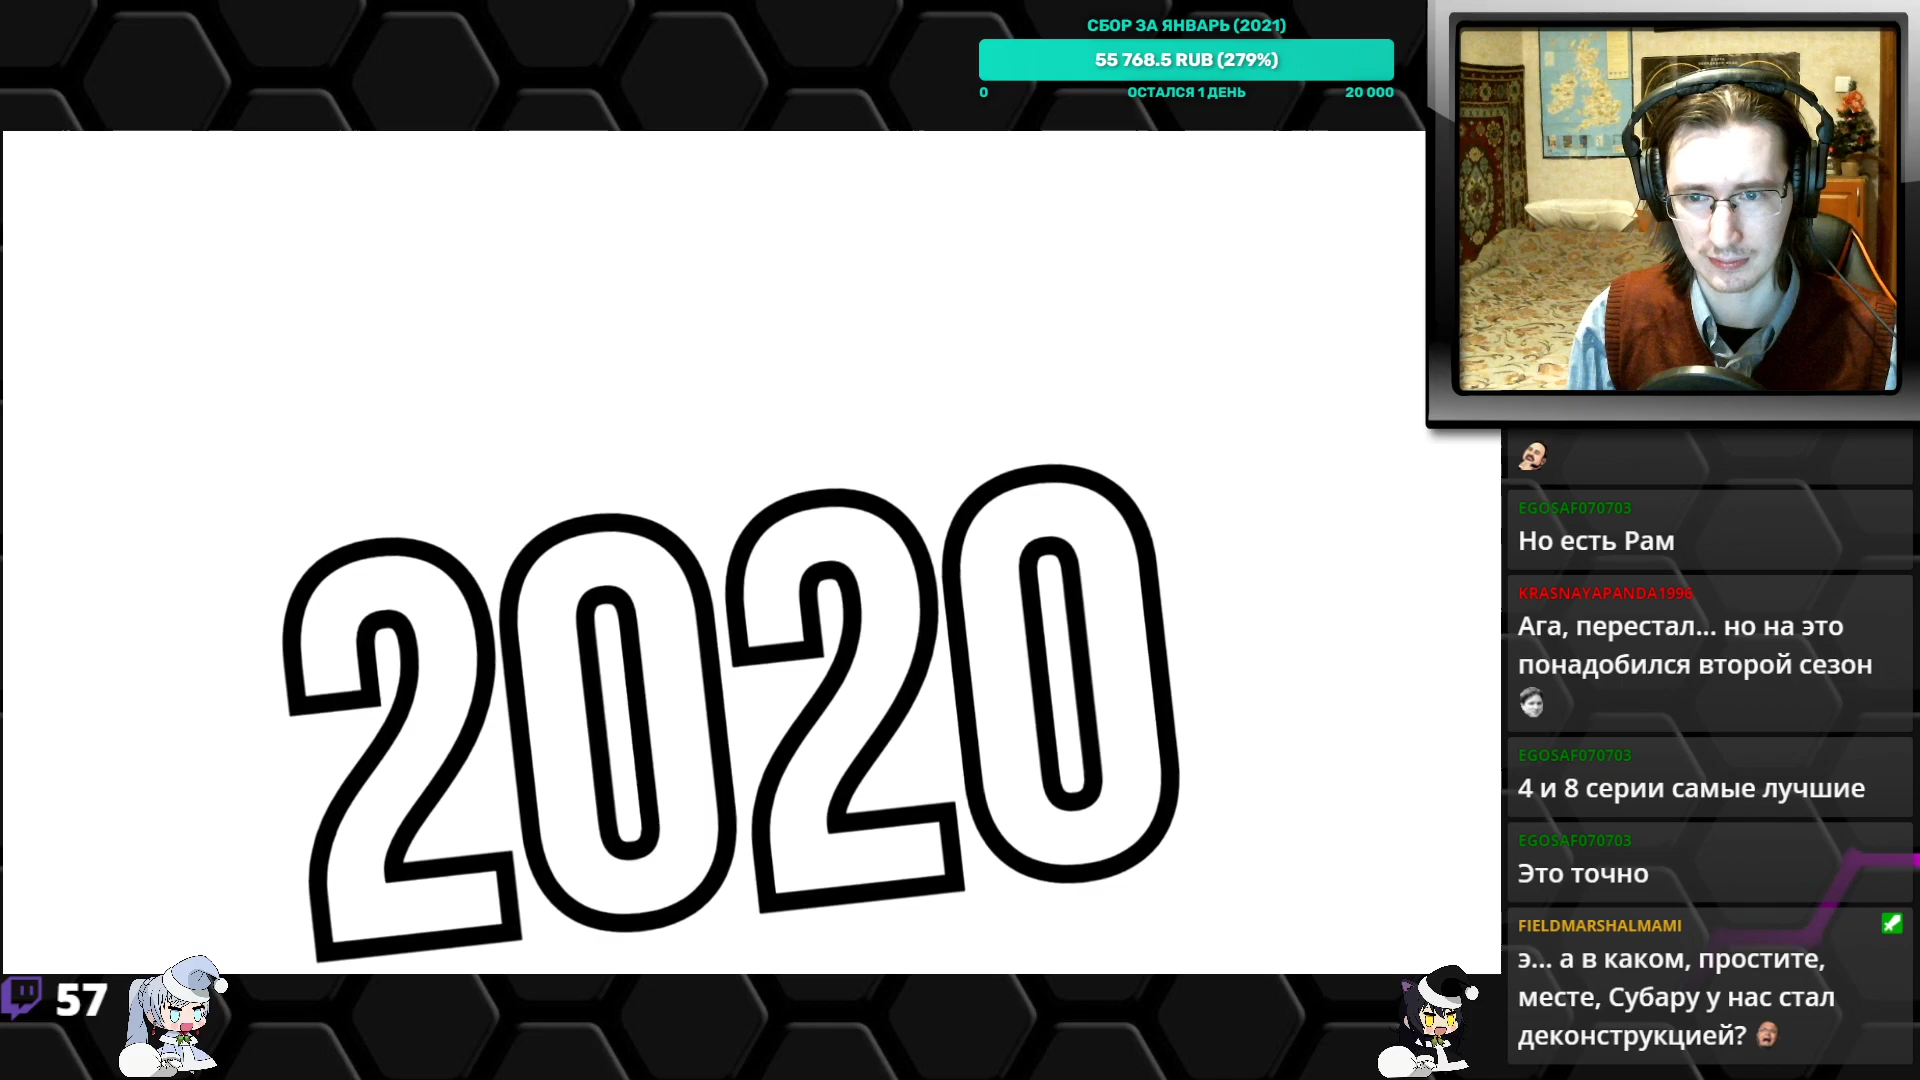 СБОР ЗА ЯНВАРЬ (2021)
55 768.5 RUB (279%)
0 ОСТАЛСЯ 1 ДЕНЬ 20 000
2020
EGOSAF070703
Но есть Рам
KRASNAYAPANDA1996
Ага, перестал... но на это
понадобился второй сезон
EGOSAF070703
4 и 8 серии самые лучшие
EGOSAF070703
Это точно
FIELDMARSHALMAMI
э... а в каком, простите,
месте, Субару у нас стал
деконструкцией?
57